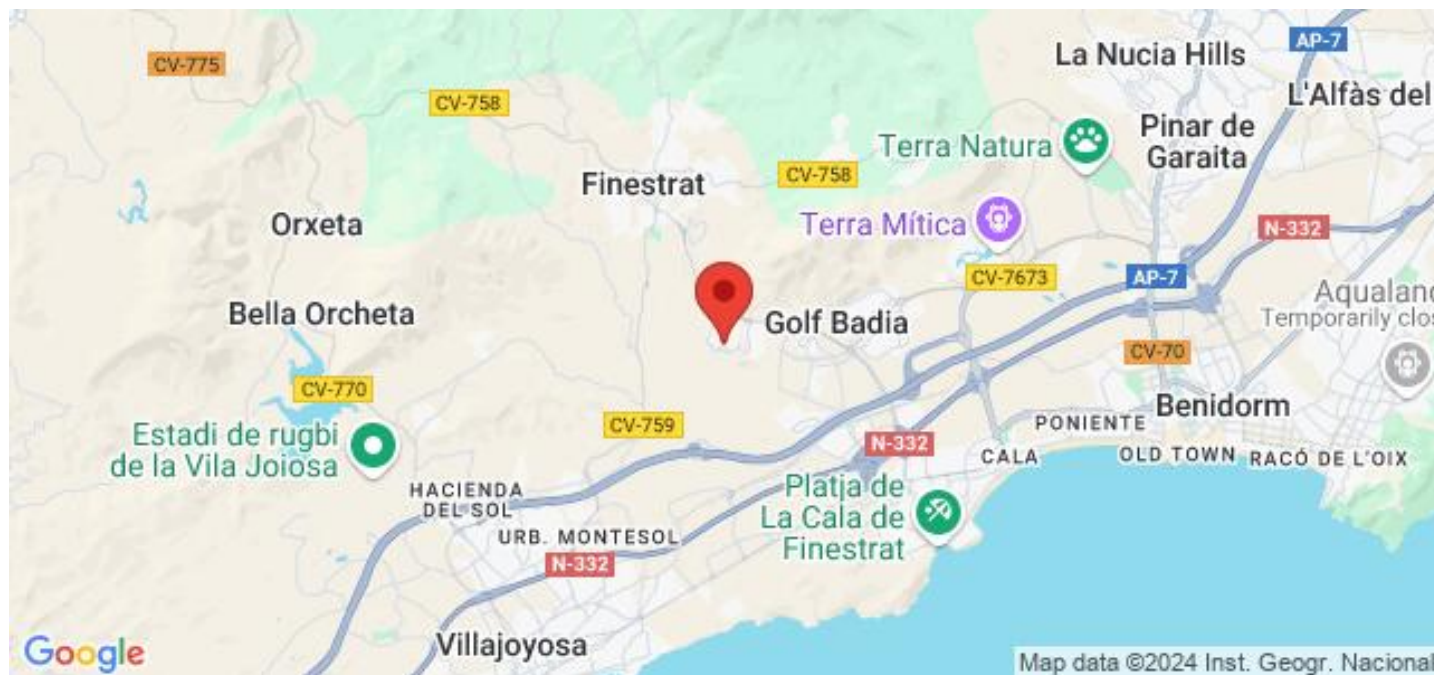 AP-7
La Nucia Hills
CV-775
L'Alfàs del
CV-758
Pinar de
Garaita
Terra Natura
CV-758
Finestrat
Orxeta
Terra Mítica
N-332
CV-7673
AP-7
Aqualand
Temporarily clos
Bella Orcheta
Golf Badia
CV-70
CV-770
Benidorm
CV-759
PONIENTE
N-332
CALA
OLD TOWN
RACÓ DE L'OIX
Estadi de rugbi
de la Vila Joiosa
HACIENDA
DEL SOL
Platja de
La Cala de
Finestrat
URB. MONTESOL
N-332
Villajoyosa
Google
Map data ©2024 Inst. Geogr. Nacional